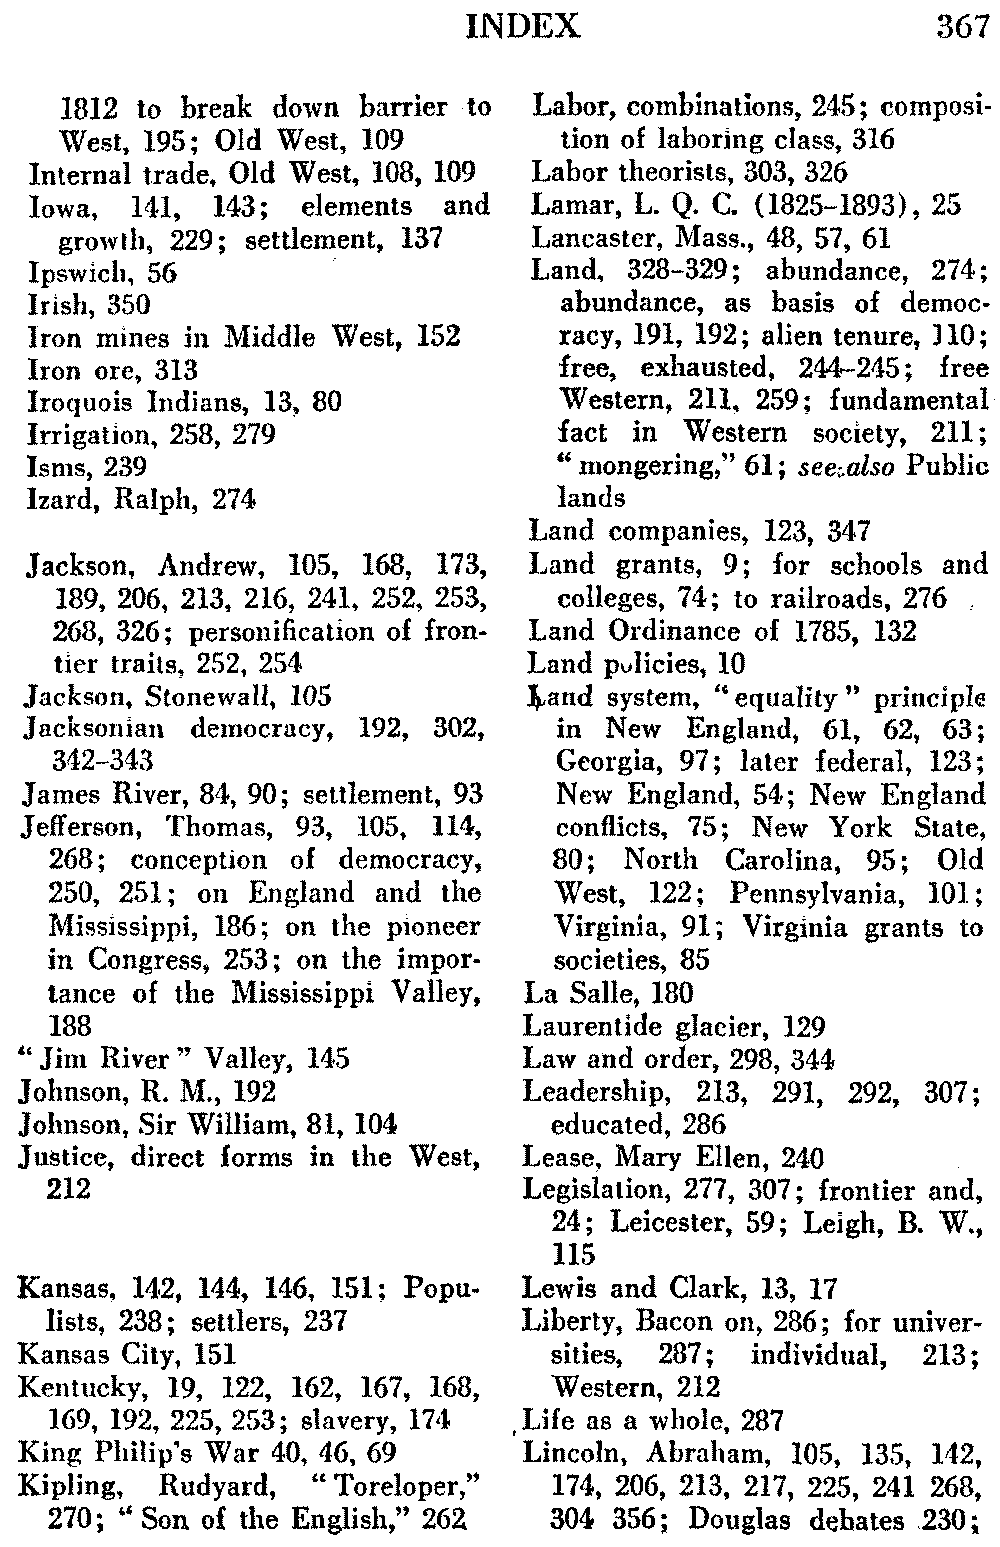 INDEX 367
1812 to break down barrier to
West, 195; Old West, 109
Internal trade, Old West, 108, 109
Iowa, 141, 143; elements and
growth, 229; settlement, 137
Ipswich, 56
Irish, 350
Iron mines in Middle West, 152
Iron ore, 313
Iroquois Indians, 13, 80
Irrigation, 258, 279
Isms, 239
Izard, Ralph, 274
Jackson, Andrew, 105, 168, 173,
189, 206, 213, 216, 241, 252, 253,
268, 326; personification of fron-
tier traits, 252, 254
Jackson, Stonewall, 105
Jacksonian democracy, 192, 302,
342-343
James River, 84, 90; settlement, 93
Jefferson, Thomas, 93, 105, 114,
268; conception of democracy,
250, 251; on England and the
Mississippi, 186; on the pioneer
in Congress, 253; on the impor-
tance of the Mississippi Valley,
188
"Jim River" Valley, 145
Johnson, R. M., 192
Johnson, Sir William, 81, 104
Justice, direct forms in the West,
212
Kansas, 142, 144, 146, 151; Popu-
lists, 238; settlers, 237
Kansas City, 151
Kentucky, 19, 122, 162, 167, 168,
169, 192, 225, 253; slavery, 174
King Philip's War 40, 46, 69
Kipling, Rudyard, "Toreloper,"
270; "Son of the English," 262
Labor, combinations, 245; composi-
tion of laboring class, 316
Labor theorists, 303, 326
Lamar, L. Q. C. (1825-1893), 25
Lancaster, Mass., 48, 57, 61
Land, 328-329; abundance, 274;
abundance, as basis of democ-
racy, 191, 192; alien tenure, 110;
free, exhausted, 244-245; free
Western, 211, 259; fundamental
fact in Western society, 211;
"mongering," 61; see also Public
lands
Land companies, 123, 347
Land grants, 9; for schools and
colleges, 74; to railroads, 276
Land Ordinance of 1785, 132
Land policies, 10
Land system, "equality" principle
in New England, 61, 62, 63;
Georgia, 97; later federal, 123;
New England, 54; New England
conflicts, 75; New York State,
80; North Carolina, 95; Old
West, 122; Pennsylvania, 101;
Virginia, 91; Virginia grants to
societies, 85
La Salle, 180
Laurentide glacier, 129
Law and order, 298, 344
Leadership, 213, 291, 292, 307;
educated, 286
Lease, Mary Ellen, 240
Legislation, 277, 307; frontier and,
24; Leicester, 59; Leigh, B. W.,
115
Lewis and Clark, 13, 17
Liberty, Bacon on, 286; for univer-
sities, 287; individual, 213;
Western, 212
Life as a whole, 287
Lincoln, Abraham, 105, 135, 142,
174, 206, 213, 217, 225, 241 268,
304 356; Douglas debates 230;